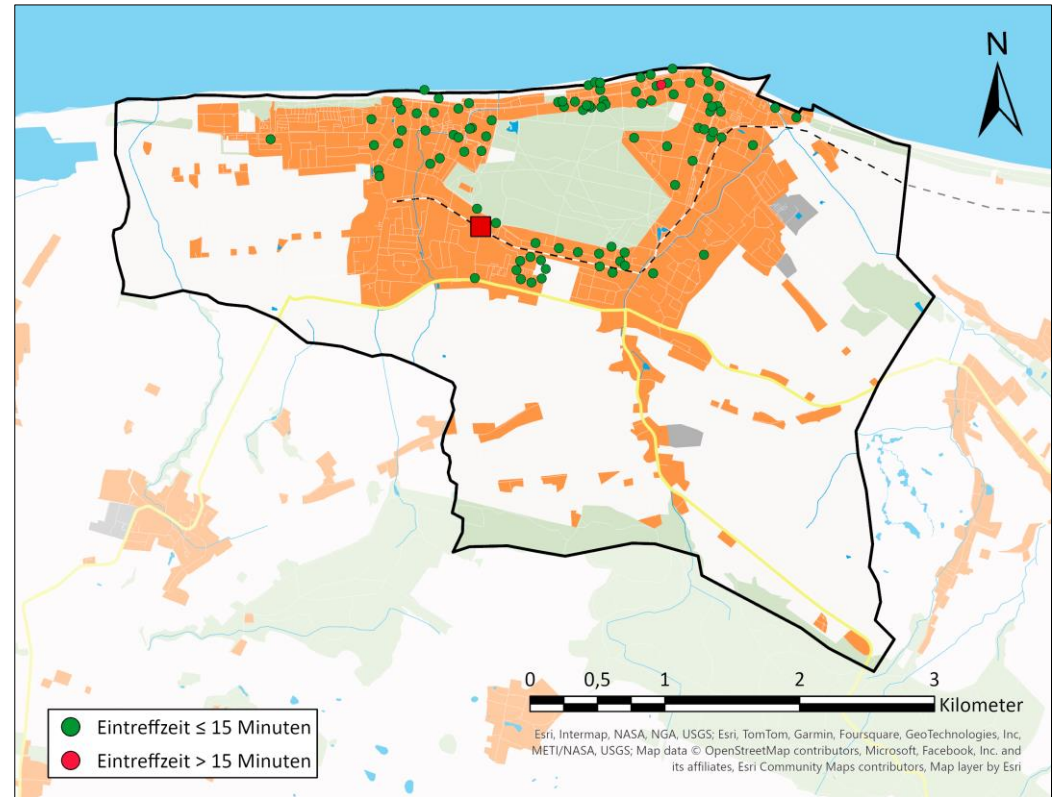 N
0 0,5 1 2 3
Kilometer
Eintreffzeit ≤ 15 Minuten
Eintreffzeit > 15 Minuten
Esri, Intermap, NASA, NGA, USGS; Esri, TomTom, Garmin, Foursquare, GeoTechnologies, Inc,
METI/NASA, USGS; Map data © OpenStreetMap contributors, Microsoft, Facebook, Inc. and
its affiliates, Esri Community Maps contributors, Map layer by Esri